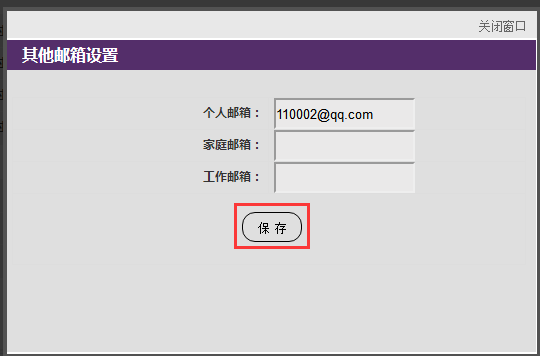 关闭窗口
其他邮箱设置
个人邮箱： 110002@qq.com
家庭邮箱：
工作邮箱：
保 存